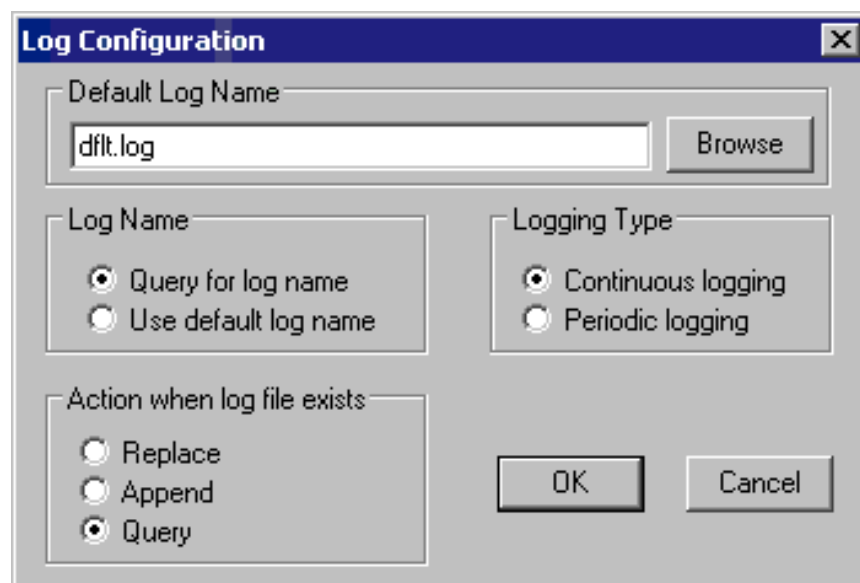 Log Configuration
Default Log Name
dflt.log
Browse
Log Name
Query for log name
Use default log name
Logging Type
Continuous logging
Periodic logging
Action when log file exists
Replace
Append
Query
OK
Cancel